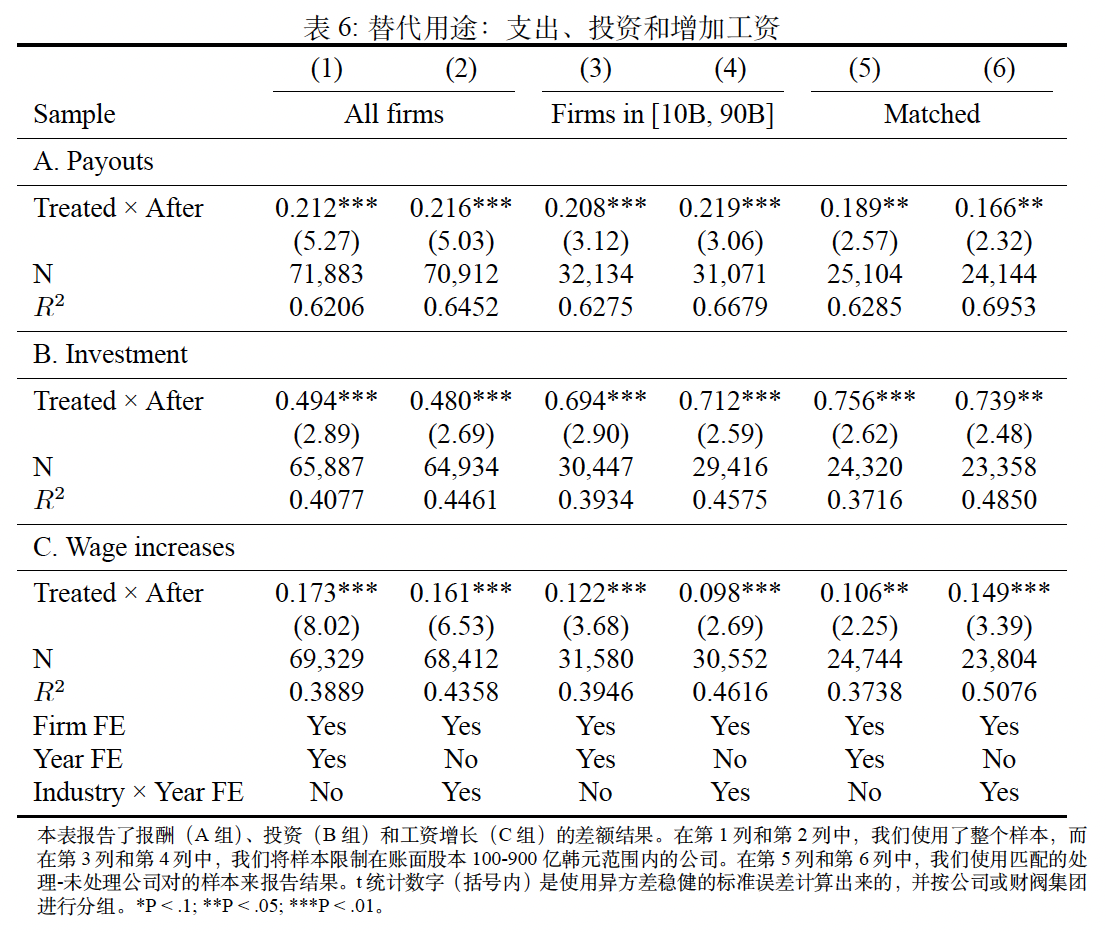 表 6: 替代用途：支出、投资和增加工资
(1) (2) (3) (4) (5) (6)
Sample All firms Firms in [10B, 90B] Matched
A. Payouts
Treated × After 0.212*** 0.216*** 0.208*** 0.219*** 0.189** 0.166**
(5.27) (5.03) (3.12) (3.06) (2.57) (2.32)
N 71,883 70,912 32,134 31,071 25,104 24,144
R² 0.6206 0.6452 0.6275 0.6679 0.6285 0.6953
B. Investment
Treated × After 0.494*** 0.480*** 0.694*** 0.712*** 0.756*** 0.739**
(2.89) (2.69) (2.90) (2.59) (2.62) (2.48)
N 65,887 64,934 30,447 29,416 24,320 23,358
R² 0.4077 0.4461 0.3934 0.4575 0.3716 0.4850
C. Wage increases
Treated × After 0.173*** 0.161*** 0.122*** 0.098*** 0.106** 0.149***
(8.02) (6.53) (3.68) (2.69) (2.25) (3.39)
N 69,329 68,412 31,580 30,552 24,744 23,804
R² 0.3889 0.4358 0.3946 0.4616 0.3738 0.5076
Firm FE Yes Yes Yes Yes Yes Yes
Year FE Yes No Yes No Yes No
Industry × Year FE No Yes No Yes No Yes
本表报告了报酬（A 组）、投资（B 组）和工资增长（C 组）的差额结果。在第 1 列和第 2 列中，我们使用了整个样本，而
在第 3 列和第 4 列中，我们将样本限制在账面股本 100-900 亿韩元范围内的公司。在第 5 列和第 6 列中，我们使用匹配的处
理-未处理公司对的样本来报告结果。t 统计数字（括号内）是使用异方差稳健的标准误差计算出来的，并按公司或财阀集团
进行分组。*P < .1; **P < .05; ***P < .01。